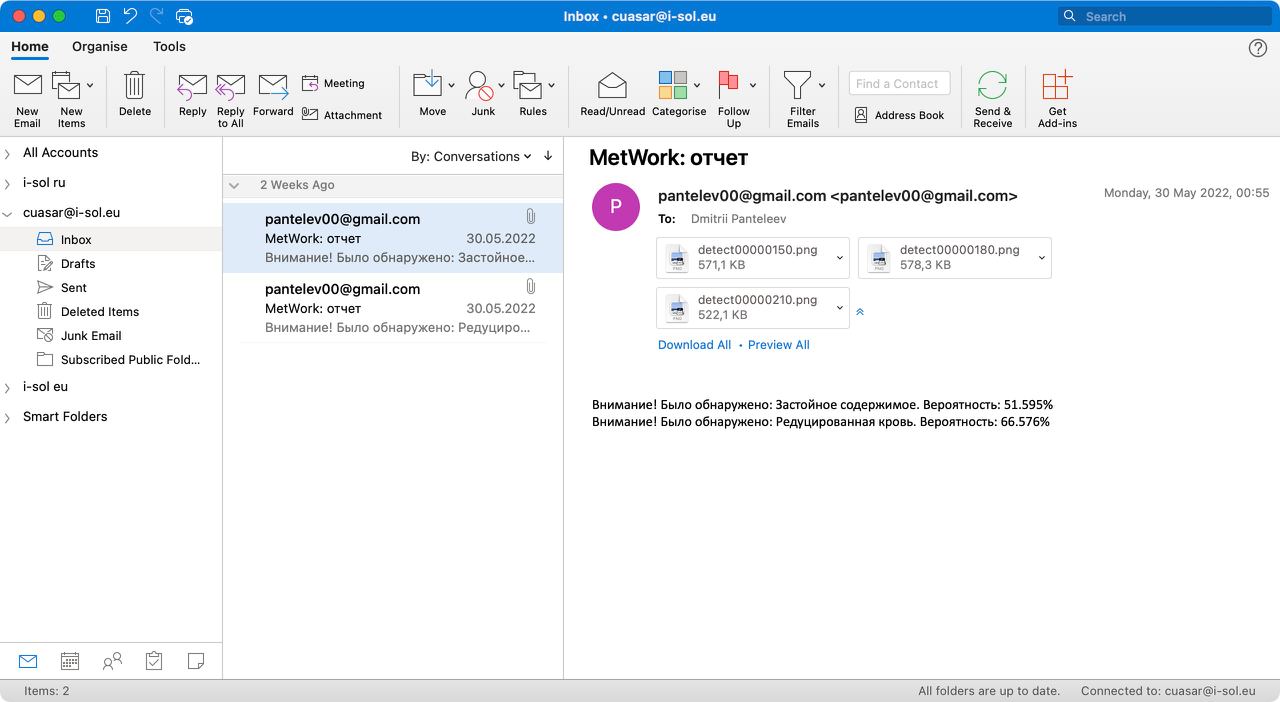 Inbox • cuasar@i-sol.eu
Search
Home Organise Tools
New Email
New Items
Delete
Reply
Reply to All
Forward
Meeting
Attachment
Move
Junk
Rules
Read/Unread
Categorise
Follow Up
Filter Emails
Find a Contact
Address Book
Send & Receive
Get Add-ins
All Accounts
i-sol ru
cuasar@i-sol.eu
Inbox
Drafts
Sent
Deleted Items
Junk Email
Subscribed Public Fold...
i-sol eu
Smart Folders
By: Conversations
2 Weeks Ago
pantelev00@gmail.com
MetWork: отчет 30.05.2022
Внимание! Было обнаружено: Застойное...
pantelev00@gmail.com
MetWork: отчет 30.05.2022
Внимание! Было обнаружено: Редуциро...
MetWork: отчет
P
pantelev00@gmail.com <pantelev00@gmail.com>
Monday, 30 May 2022, 00:55
To: Dmitrii Panteleev
detect00000150.png
571,1 KB
detect00000180.png
578,3 KB
detect00000210.png
522,1 KB
Download All • Preview All
Внимание! Было обнаружено: Застойное содержимое. Вероятность: 51.595%
Внимание! Было обнаружено: Редуцированная кровь. Вероятность: 66.576%
Items: 2
All folders are up to date. Connected to: cuasar@i-sol.eu